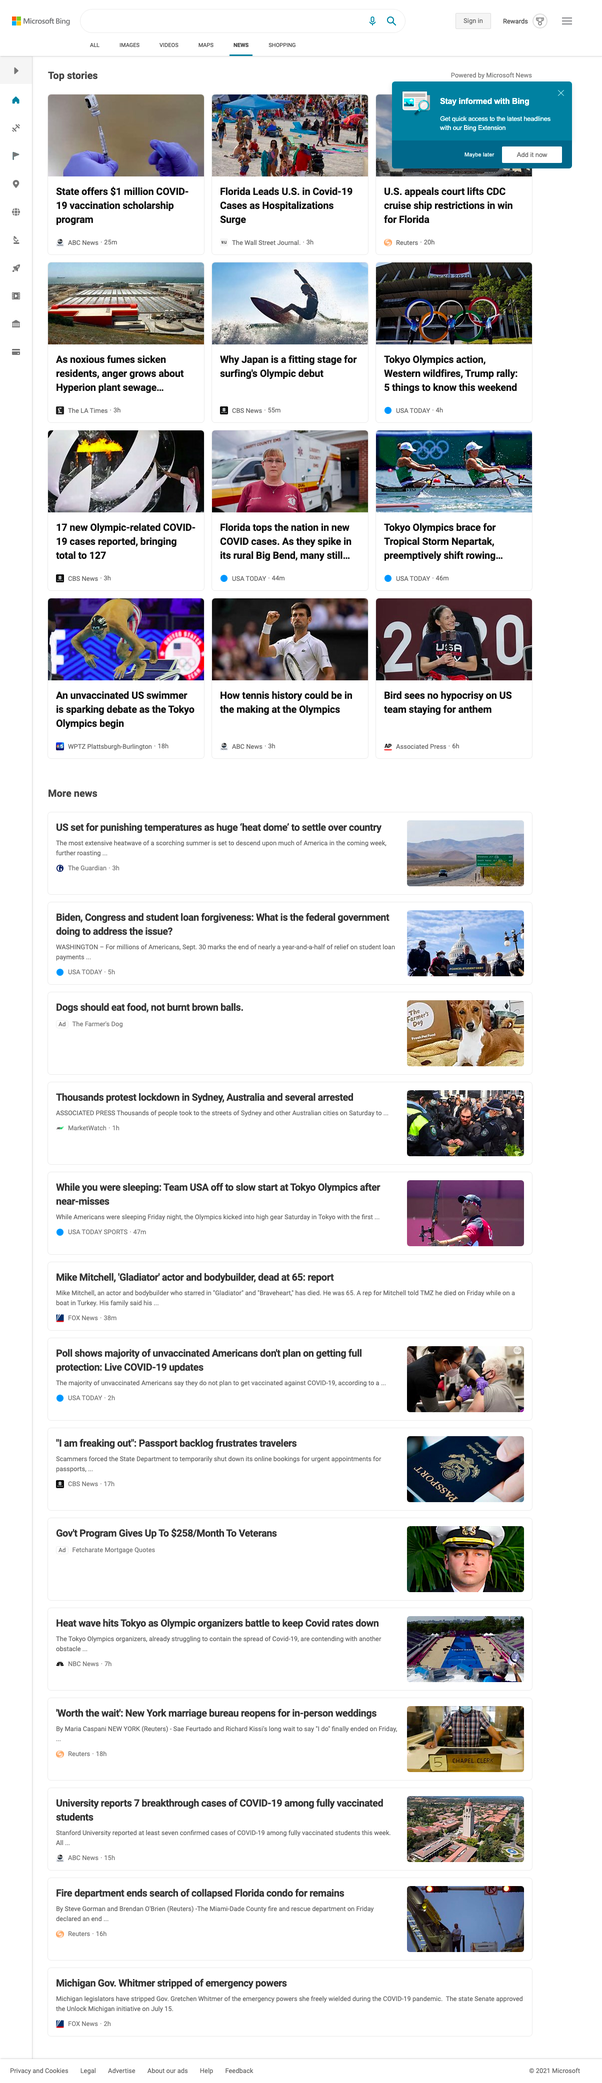 Microsoft Bing
Sign in
Rewards
ALL
IMAGES
VIDEOS
MAPS
NEWS
SHOPPING
Top stories
Powered by Microsoft News
Stay informed with Bing
Get quick access to the latest headlines
with our Bing Extension
Maybe later
Add it now
State offers $1 million COVID-
19 vaccination scholarship
program
ABC News · 25m
Florida Leads U.S. in Covid-19
Cases as Hospitalizations
Surge
The Wall Street Journal. · 3h
U.S. appeals court lifts CDC
cruise ship restrictions in win
for Florida
Reuters · 20h
As noxious fumes sicken
residents, anger grows about
Hyperion plant sewage...
The LA Times · 3h
Why Japan is a fitting stage for
surfing's Olympic debut
CBS News · 55m
Tokyo Olympics action,
Western wildfires, Trump rally:
5 things to know this weekend
USA TODAY · 4h
17 new Olympic-related COVID-
19 cases reported, bringing
total to 127
CBS News · 3h
Florida tops the nation in new
COVID cases. As they spike in
its rural Big Bend, many still...
USA TODAY · 44m
Tokyo Olympics brace for
Tropical Storm Nepartak,
preemptively shift rowing...
USA TODAY · 46m
2 20
USA
An unvaccinated US swimmer
is sparking debate as the Tokyo
Olympics begin
WPTZ Plattsburgh-Burlington · 18h
How tennis history could be in
the making at the Olympics
ABC News · 3h
Bird sees no hypocrisy on US
team staying for anthem
AP Associated Press · 6h
More news
US set for punishing temperatures as huge 'heat dome' to settle over country
The most extensive heatwave of a scorching summer is set to descend upon much of America in the coming week,
further roasting ...
The Guardian · 3h
Biden, Congress and student loan forgiveness: What is the federal government
doing to address the issue?
WASHINGTON – For millions of Americans, Sept. 30 marks the end of nearly a year-and-a-half of relief on student loan
payments ...
USA TODAY · 5h
Dogs should eat food, not burnt brown balls.
Ad The Farmer's Dog
The
Farmer's
Dog
Thousands protest lockdown in Sydney, Australia and several arrested
ASSOCIATED PRESS Thousands of people took to the streets of Sydney and other Australian cities on Saturday to ...
MarketWatch · 1h
While you were sleeping: Team USA off to slow start at Tokyo Olympics after
near-misses
While Americans were sleeping Friday night, the Olympics kicked into high gear Saturday in Tokyo with the first ...
USA TODAY SPORTS · 47m
Mike Mitchell, 'Gladiator' actor and bodybuilder, dead at 65: report
Mike Mitchell, an actor and bodybuilder who starred in "Gladiator" and "Braveheart," has died. He was 65. A rep for Mitchell told TMZ he died on Friday while on a
boat in Turkey. His family said his ...
FOX News · 38m
Poll shows majority of unvaccinated Americans don't plan on getting full
protection: Live COVID-19 updates
The majority of unvaccinated Americans say they do not plan to get vaccinated against COVID-19, according to a ...
USA TODAY · 2h
"I am freaking out": Passport backlog frustrates travelers
Scammers forced the State Department to temporarily shut down its online bookings for urgent appointments for
passports, ...
CBS News · 17h
PASSPORT
Gov't Program Gives Up To $258/Month To Veterans
Ad Fetcharate Mortgage Quotes
Heat wave hits Tokyo as Olympic organizers battle to keep Covid rates down
The Tokyo Olympics organizers, already struggling to contain the spread of Covid-19, are contending with another
obstacle ...
NBC News · 7h
'Worth the wait': New York marriage bureau reopens for in-person weddings
By Maria Caspani NEW YORK (Reuters) - Sae Feurtado and Richard Kissi's long wait to say "I do" finally ended on Friday,
...
Reuters · 18h
5 CHAPEL CLERK
University reports 7 breakthrough cases of COVID-19 among fully vaccinated
students
Stanford University reported at least seven confirmed cases of COVID-19 among fully vaccinated students this week.
All ...
ABC News · 15h
Fire department ends search of collapsed Florida condo for remains
By Steve Gorman and Brendan O'Brien (Reuters) -The Miami-Dade County fire and rescue department on Friday
declared an end ...
Reuters · 16h
Michigan Gov. Whitmer stripped of emergency powers
Michigan legislators have stripped Gov. Gretchen Whitmer of the emergency powers she freely wielded during the COVID-19 pandemic.  The state Senate approved
the Unlock Michigan initiative on July 15.
FOX News · 2h
Privacy and Cookies
Legal
Advertise
About our ads
Help
Feedback
© 2021 Microsoft